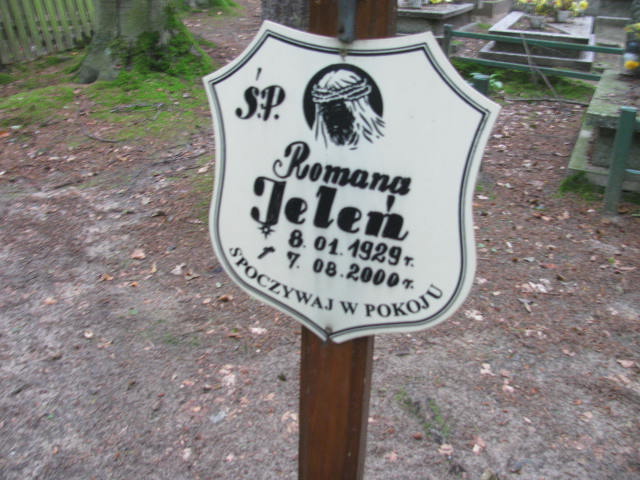 Ś.P.
Romana
Jeleń
8. 01. 1929 r.
7. 08. 2000 r.
SPOCZYWAJ W POKOJU